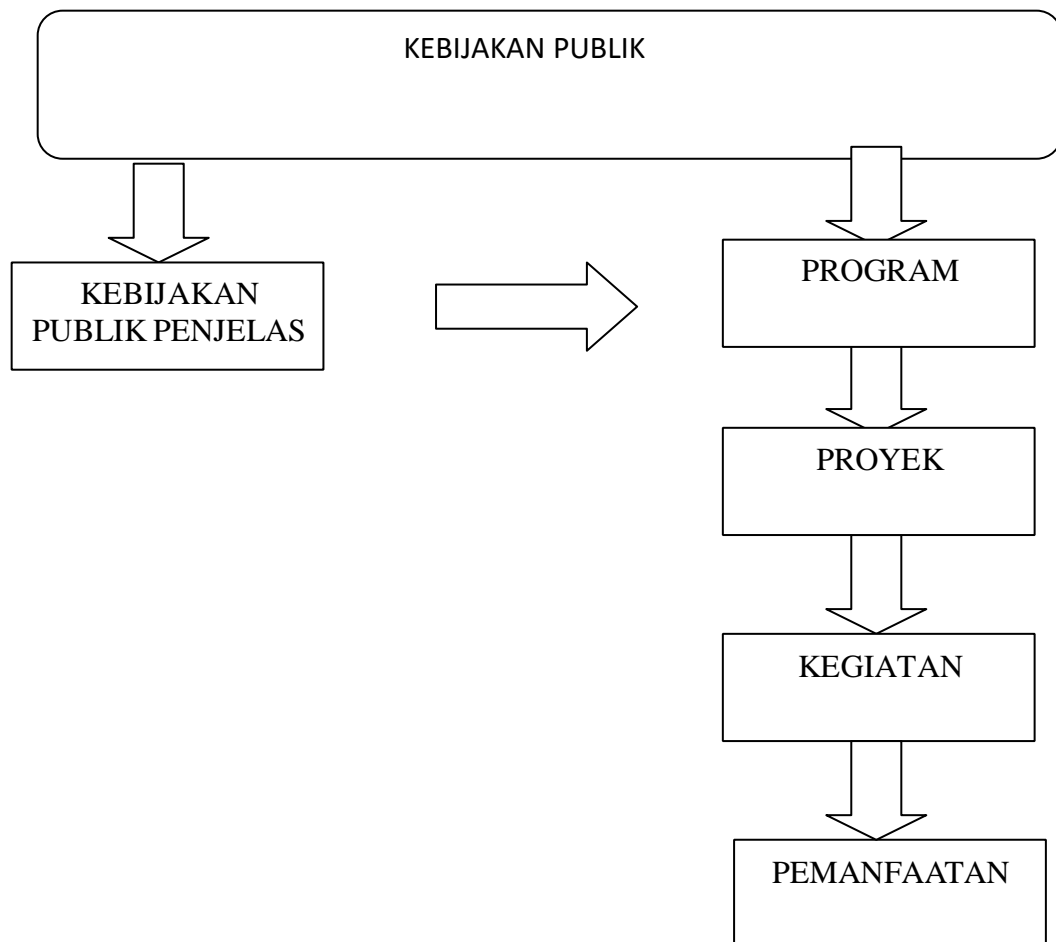 KEBIJAKAN PUBLIK
KEBIJAKAN
PUBLIK PENJELAS
PROGRAM
PROYEK
KEGIATAN
PEMANFAATAN